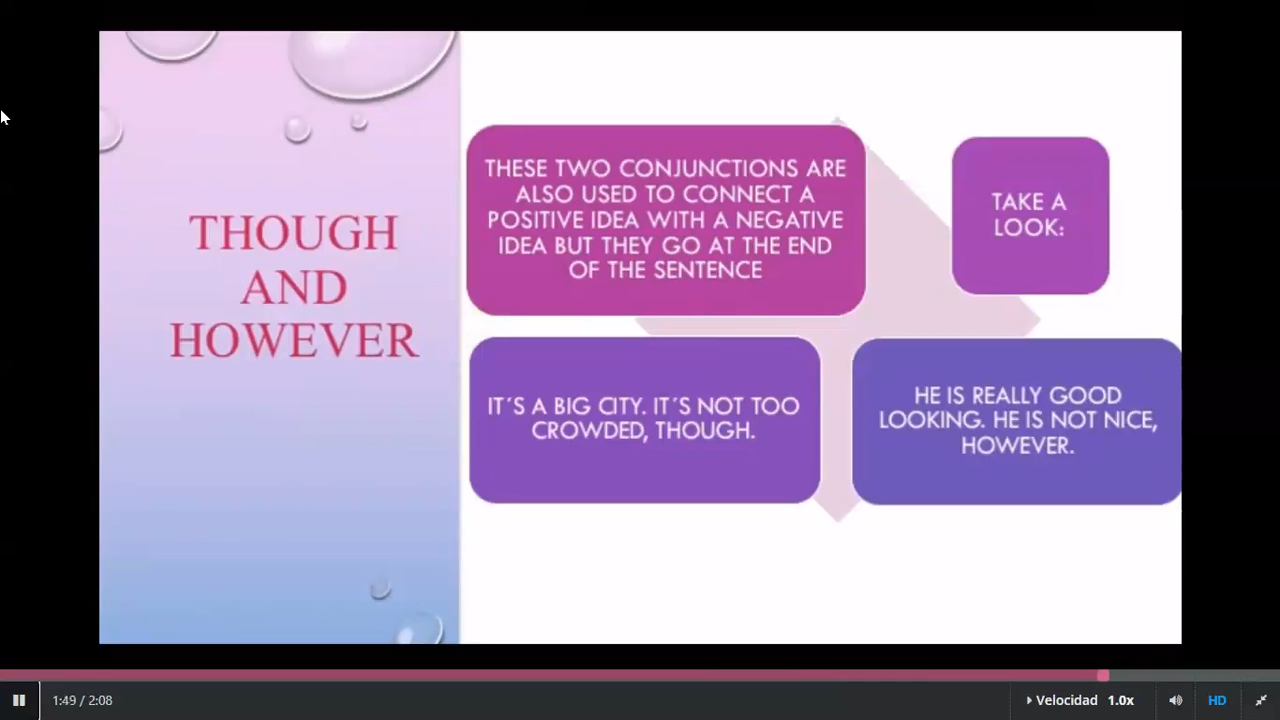 THOUGH
AND
HOWEVER
THESE TWO CONJUNCTIONS ARE
ALSO USED TO CONNECT A
POSITIVE IDEA WITH A NEGATIVE
IDEA BUT THEY GO AT THE END
OF THE SENTENCE
TAKE A
LOOK:
IT´S A BIG CITY. IT´S NOT TOO
CROWDED, THOUGH.
HE IS REALLY GOOD
LOOKING. HE IS NOT NICE,
HOWEVER.
1:49 / 2:08
Velocidad 1.0x
HD